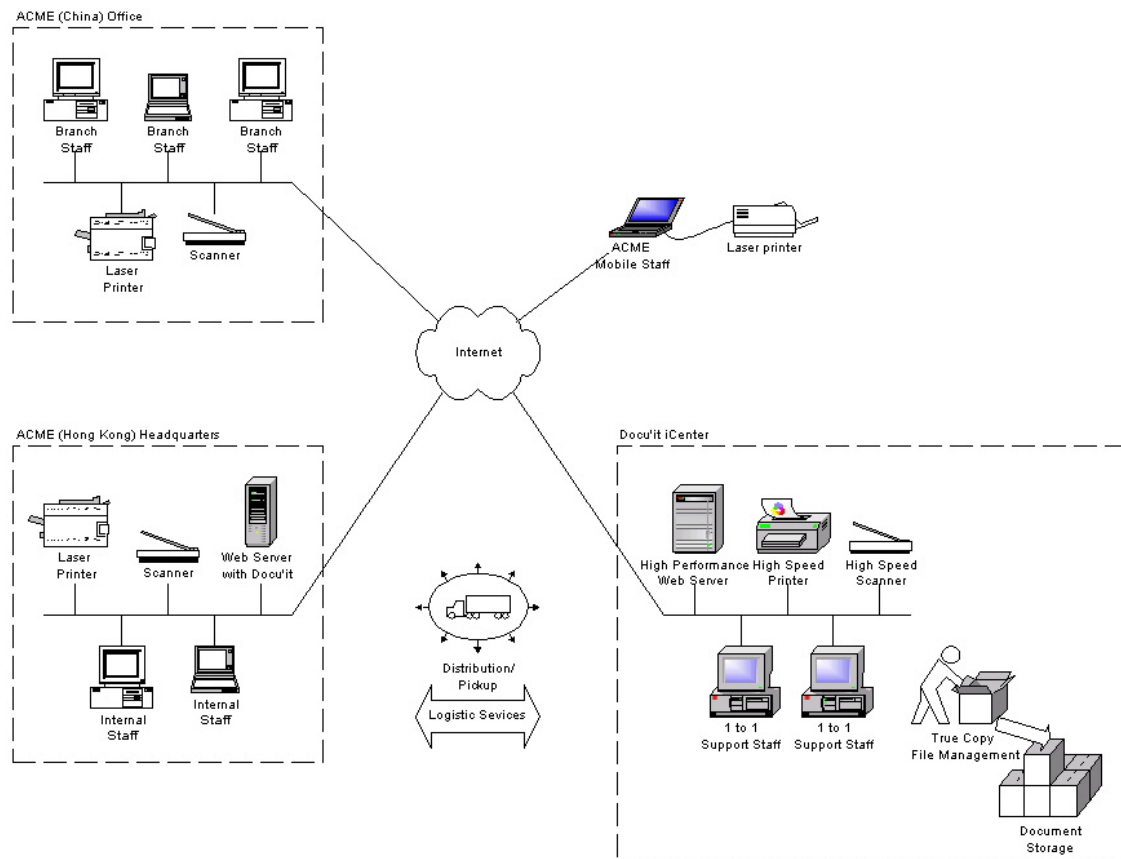 ACME (China) Office
Branch
Staff
Branch
Staff
Branch
Staff
Laser
Printer
Scanner
ACME
Mobile Staff
Laser printer
Internet
ACME (Hong Kong) Headquarters
Laser
Printer
Scanner
Web Server
with Docu'it
Internal
Staff
Internal
Staff
Distribution/
Pickup
Logistic Sevices
Docu'it iCenter
High Performance
Web Server
High Speed
Printer
High Speed
Scanner
1 to 1
Support Staff
1 to 1
Support Staff
True Copy
File Management
Document
Storage